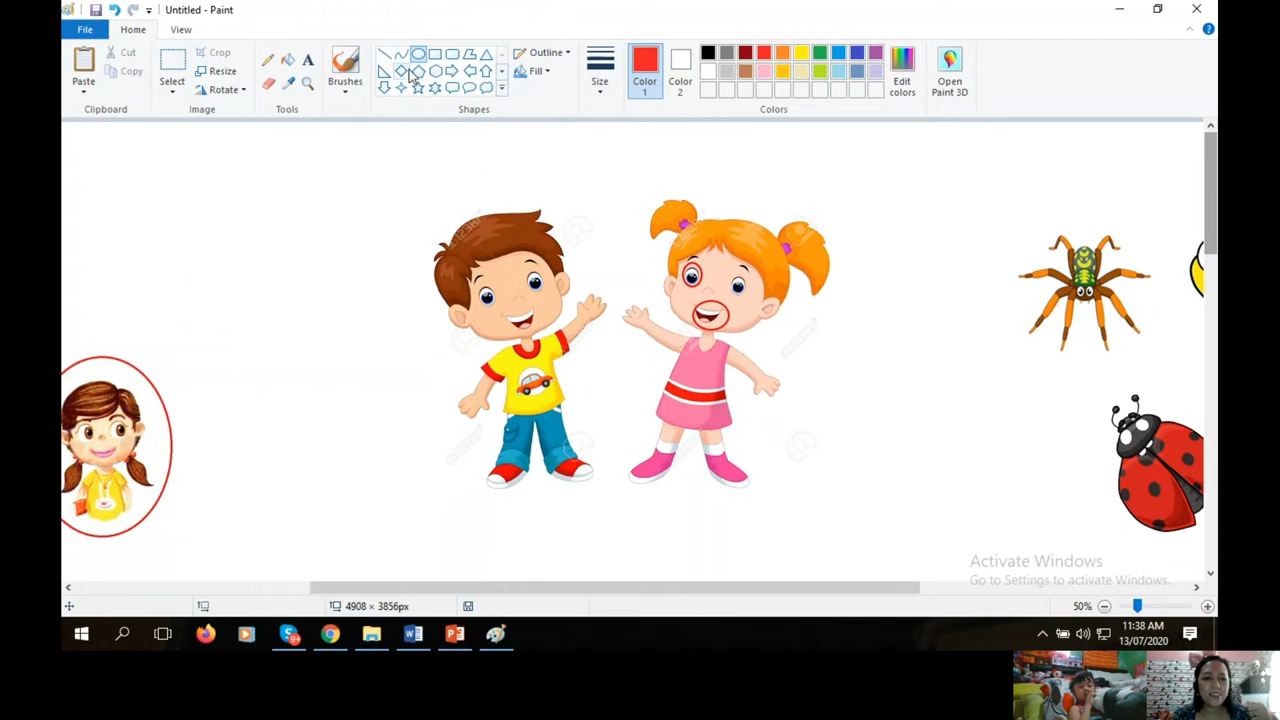 Untitled - Paint
File
Home
View
Paste
Cut
Copy
Clipboard
Select
Crop
Resize
Rotate
Image
Tools
Brushes
Shapes
Outline
Fill
Size
Color 1
Color 2
Edit colors
Colors
Open Paint 3D
Activate Windows
Go to Settings to activate Windows.
4908 × 3856px
50%
11:38 AM
13/07/2020